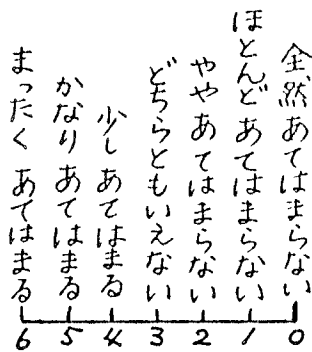 全然あてはまらない
ほとんどあてはまらない
ややあてはまらない
どちらともいえない
少しあてはまる
かなりあてはまる
まったくあてはまる
6 5 4 3 2 1 0